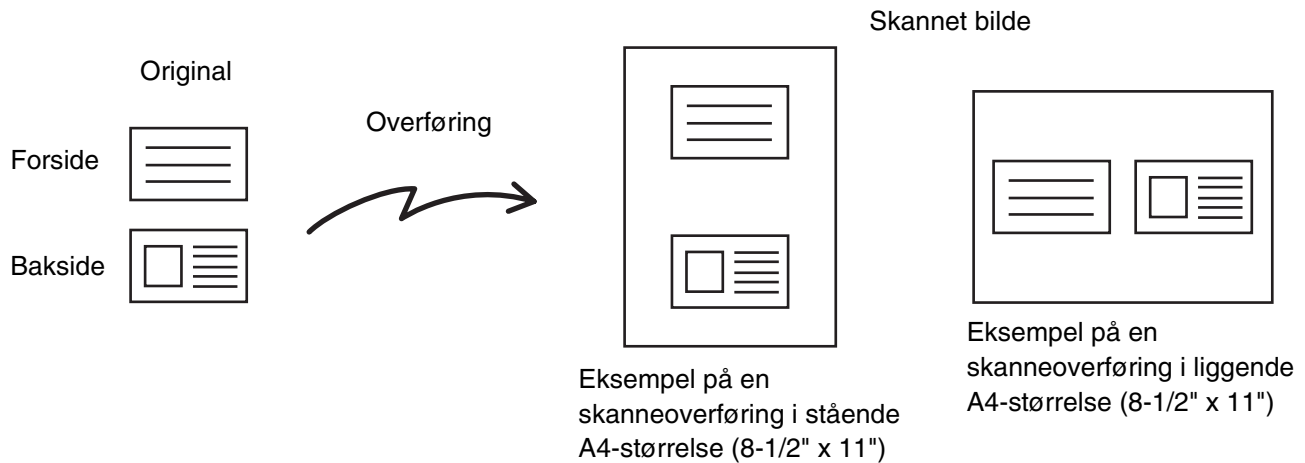 Skannet bilde
Original
Overføring
Forside
Bakside
Eksempel på en
skanneoverføring i stående
A4-størrelse (8-1/2" x 11")
Eksempel på en
skanneoverføring i liggende
A4-størrelse (8-1/2" x 11")